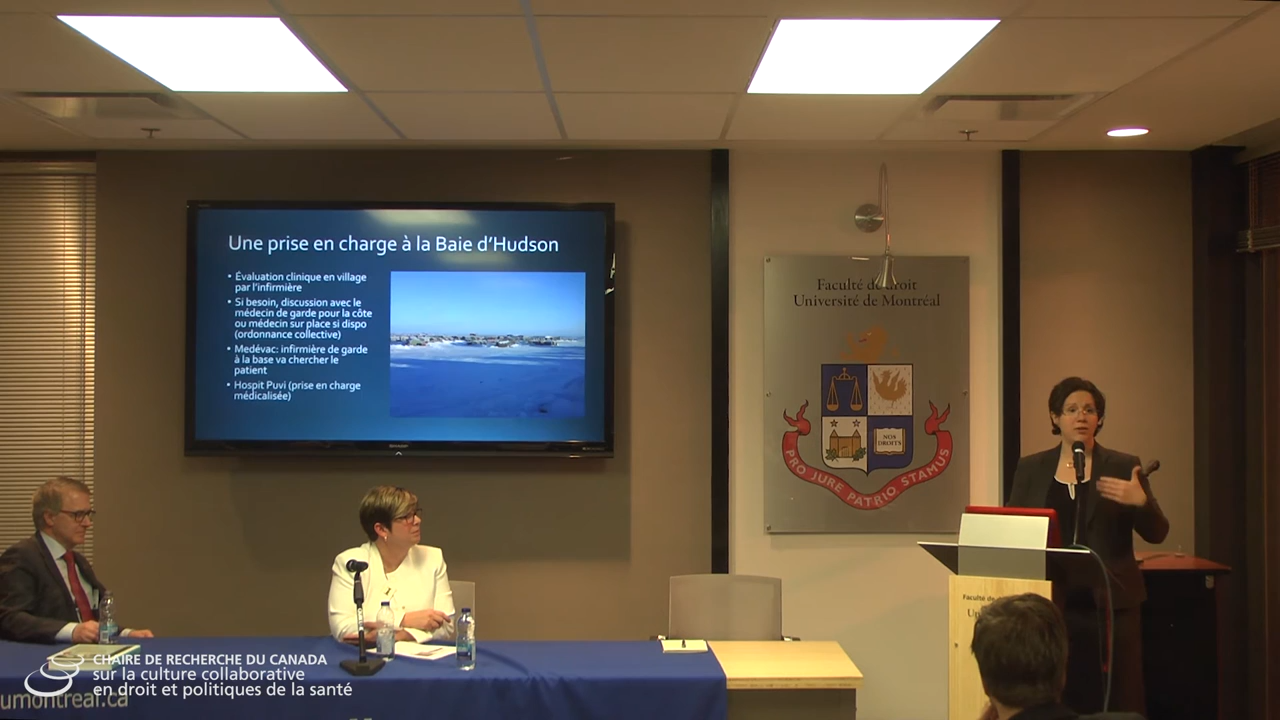 Une prise en charge à la Baie d'Hudson
• Évaluation clinique en village
par l'infirmière
• Si besoin, discussion avec le
médecin de garde pour la côte
ou médecin sur place si dispo
(ordonnance collective)
• Medévac: infirmière de garde
à la base va chercher le
patient
• Hospit Puvi (prise en charge
médicalisée)
SHARP
Faculté de droit
Université de Montréal
NOS
DROITS
PRO JURE PATRIO STAMUS
Faculté de
CHAIRE DE RECHERCHE DU CANADA
sur la culture collaborative
en droit et politiques de la santé
umontreal.ca